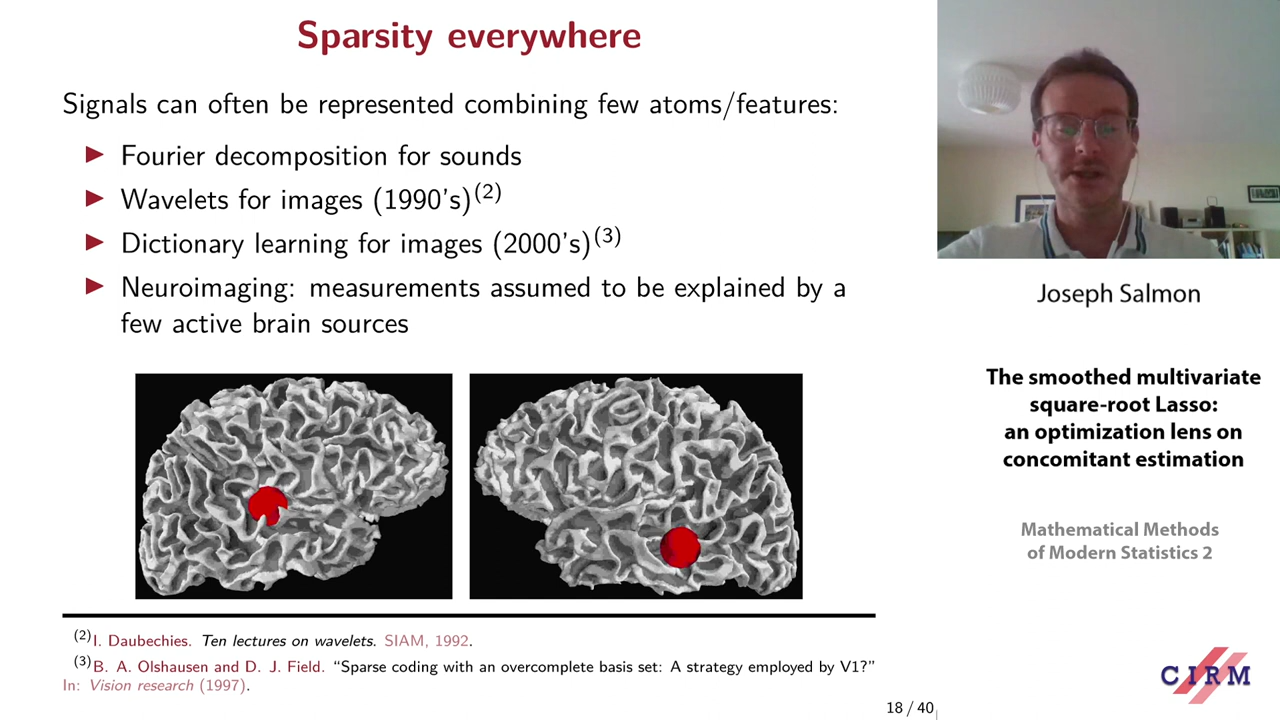 Sparsity everywhere
Signals can often be represented combining few atoms/features:
▶ Fourier decomposition for sounds
▶ Wavelets for images (1990's)(2)
▶ Dictionary learning for images (2000's)(3)
▶ Neuroimaging: measurements assumed to be explained by a
few active brain sources
(2)I. Daubechies. Ten lectures on wavelets. SIAM, 1992.
(3)B. A. Olshausen and D. J. Field. “Sparse coding with an overcomplete basis set: A strategy employed by V1?”
In: Vision research (1997).
18 / 40
Joseph Salmon
The smoothed multivariate
square-root Lasso:
an optimization lens on
concomitant estimation
Mathematical Methods
of Modern Statistics 2
CIRM